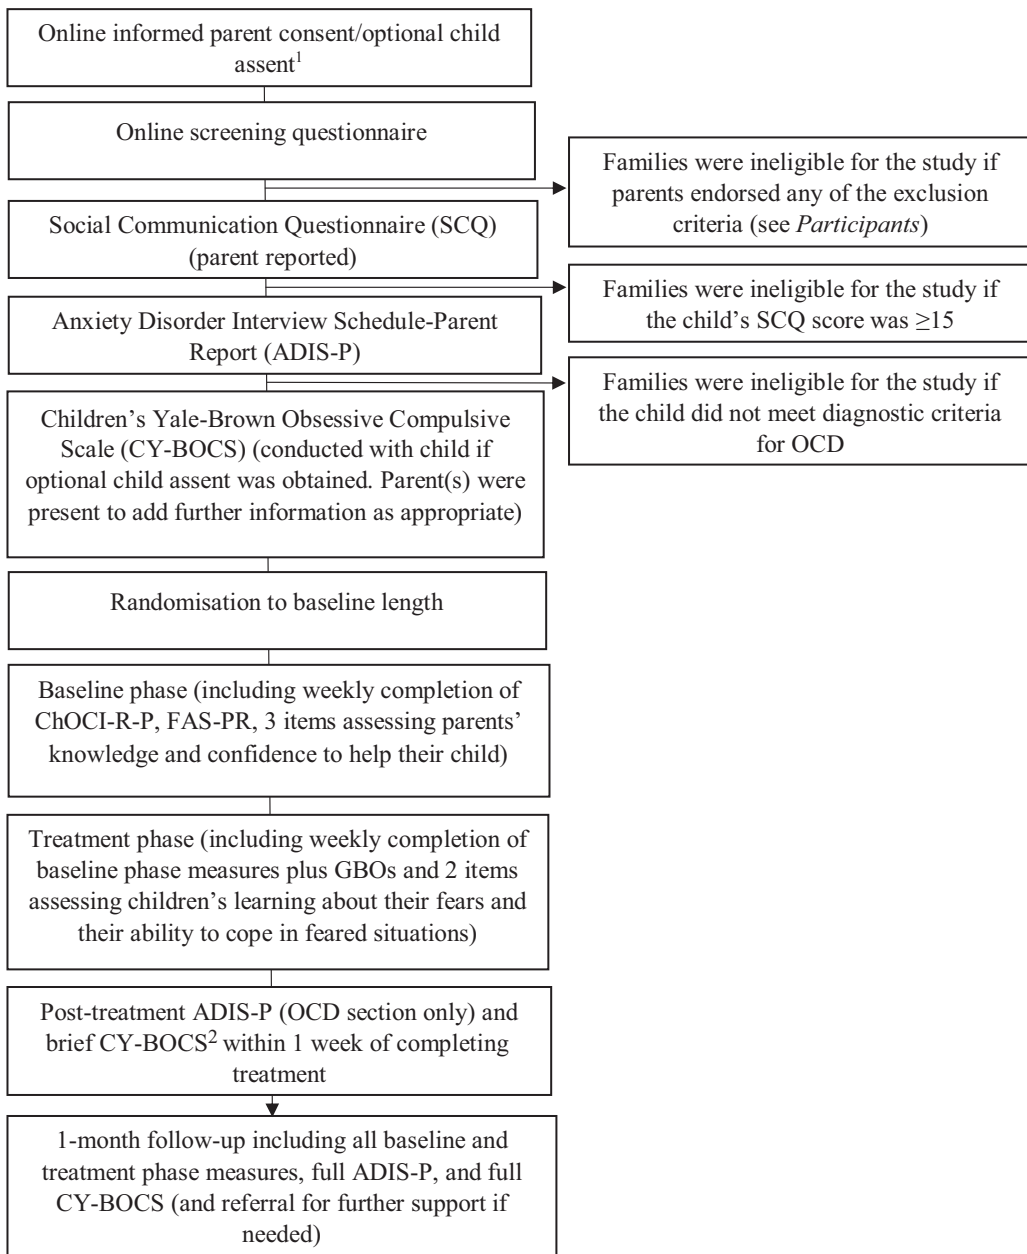 Online informed parent consent/optional child
assent¹
Online screening questionnaire
Families were ineligible for the study if
parents endorsed any of the exclusion
criteria (see Participants)
Social Communication Questionnaire (SCQ)
(parent reported)
Families were ineligible for the study if
the child’s SCQ score was ≥15
Anxiety Disorder Interview Schedule-Parent
Report (ADIS-P)
Families were ineligible for the study if
the child did not meet diagnostic criteria
for OCD
Children’s Yale-Brown Obsessive Compulsive
Scale (CY-BOCS) (conducted with child if
optional child assent was obtained. Parent(s) were
present to add further information as appropriate)
Randomisation to baseline length
Baseline phase (including weekly completion of
ChOCI-R-P, FAS-PR, 3 items assessing parents’
knowledge and confidence to help their child)
Treatment phase (including weekly completion of
baseline phase measures plus GBOs and 2 items
assessing children’s learning about their fears and
their ability to cope in feared situations)
Post-treatment ADIS-P (OCD section only) and
brief CY-BOCS² within 1 week of completing
treatment
1-month follow-up including all baseline and
treatment phase measures, full ADIS-P, and full
CY-BOCS (and referral for further support if
needed)